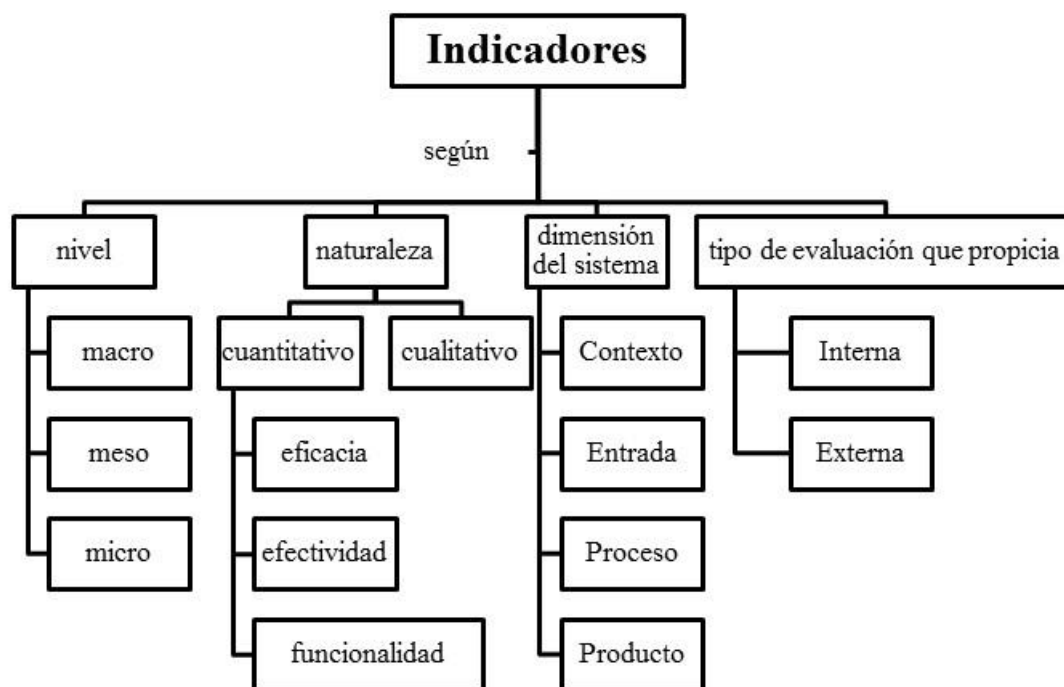 Indicadores
según
nivel
naturaleza
dimensión
del sistema
tipo de evaluación que propicia
macro
meso
micro
cuantitativo
cualitativo
eficacia
efectividad
funcionalidad
Contexto
Entrada
Proceso
Producto
Interna
Externa